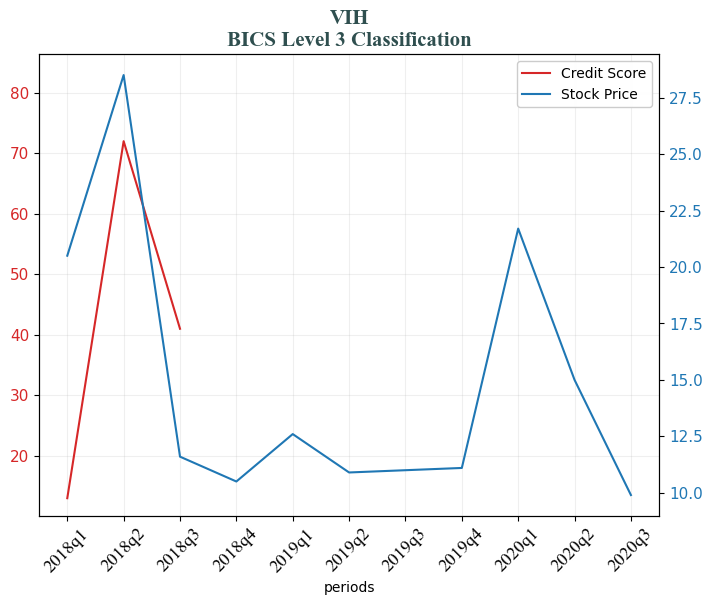 VIH
BICS Level 3 Classification
Credit Score
Stock Price
80
70
60
50
40
30
20
27.5
25.0
22.5
20.0
17.5
15.0
12.5
10.0
2018q1
2018q2
2018q3
2018q4
2019q1
2019q2
2019q3
2019q4
2020q1
2020q2
2020q3
periods